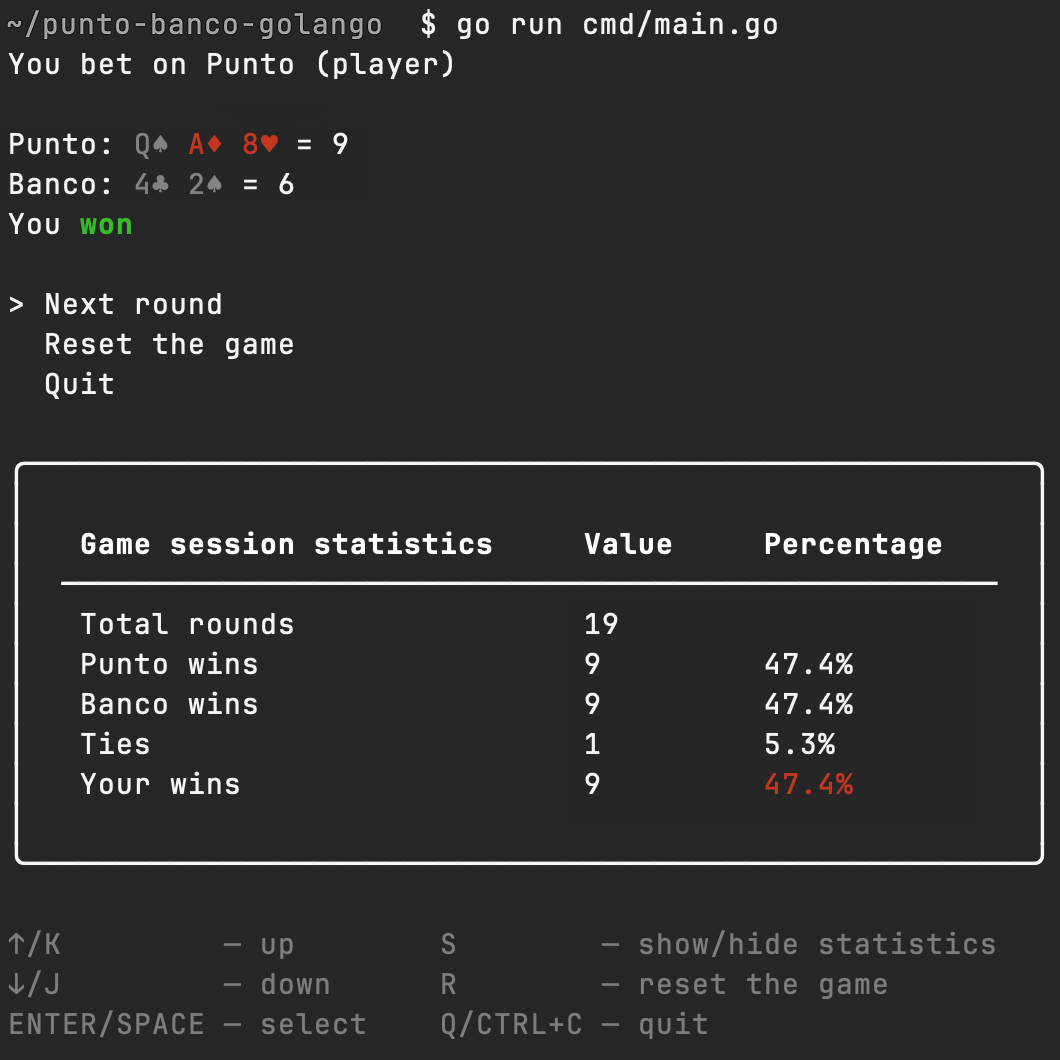 ~/punto-banco-golango $ go run cmd/main.go
You bet on Punto (player)
Punto: Q♠ A♦ 8♥ = 9
Banco: 4♣ 2♠ = 6
You won
> Next round
Reset the game
Quit
Game session statistics Value Percentage
Total rounds 19
Punto wins 9 47.4%
Banco wins 9 47.4%
Ties 1 5.3%
Your wins 9 47.4%
↑/K — up S — show/hide statistics
↓/J — down R — reset the game
ENTER/SPACE — select Q/CTRL+C — quit